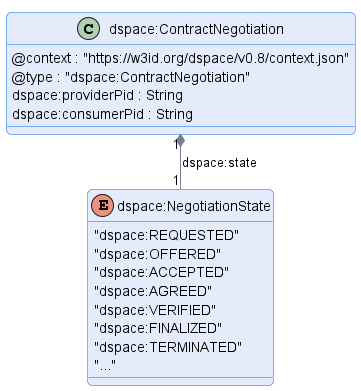 C dspace:ContractNegotiation
@context : "https://w3id.org/dspace/v0.8/context.json"
@type : "dspace:ContractNegotiation"
dspace:providerPid : String
dspace:consumerPid : String
1
dspace:state
1
E dspace:NegotiationState
"dspace:REQUESTED"
"dspace:OFFERED"
"dspace:ACCEPTED"
"dspace:AGREED"
"dspace:VERIFIED"
"dspace:FINALIZED"
"dspace:TERMINATED"
"..."